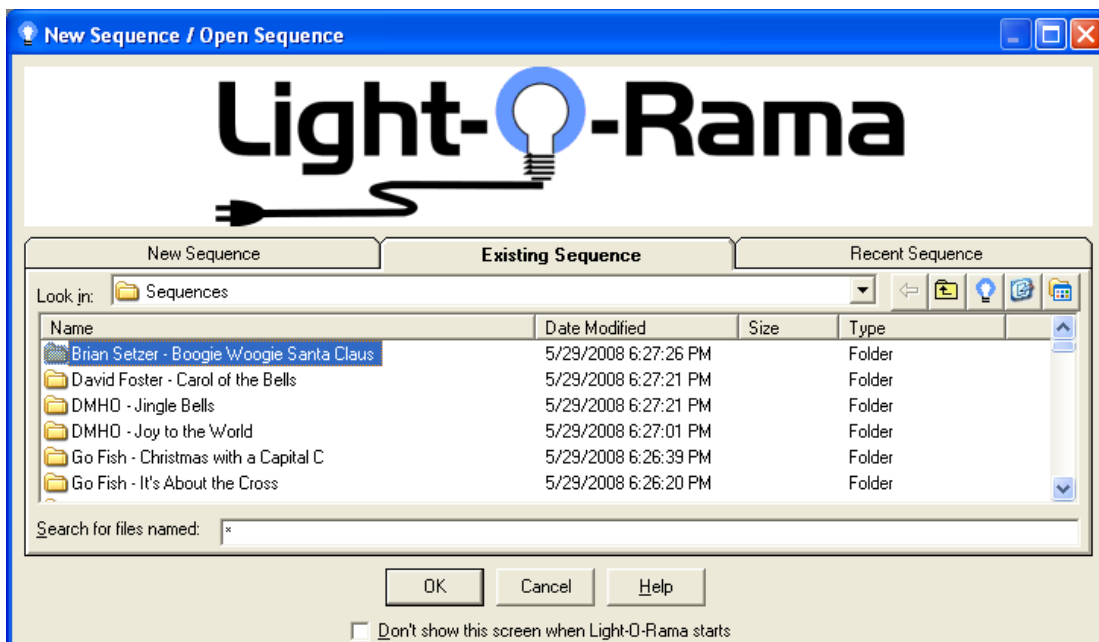 New Sequence / Open Sequence
Light-O-Rama
New Sequence Existing Sequence Recent Sequence
Look in: Sequences
Name Date Modified Size Type
Brian Setzer - Boogie Woogie Santa Claus 5/29/2008 6:27:26 PM Folder
David Foster - Carol of the Bells 5/29/2008 6:27:21 PM Folder
DMHO - Jingle Bells 5/29/2008 6:27:21 PM Folder
DMHO - Joy to the World 5/29/2008 6:27:01 PM Folder
Go Fish - Christmas with a Capital C 5/29/2008 6:26:39 PM Folder
Go Fish - It's About the Cross 5/29/2008 6:26:20 PM Folder
Search for files named: *
OK Cancel Help
Don't show this screen when Light-O-Rama starts